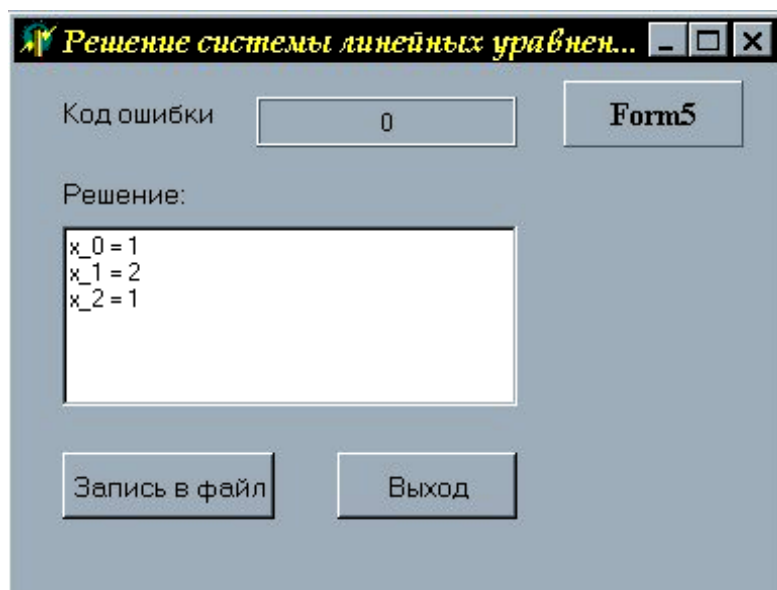 Решение системы линейных уравнен...
Код ошибки
0
Form5
Решение:
x_0 = 1
x_1 = 2
x_2 = 1
Запись в файл
Выход